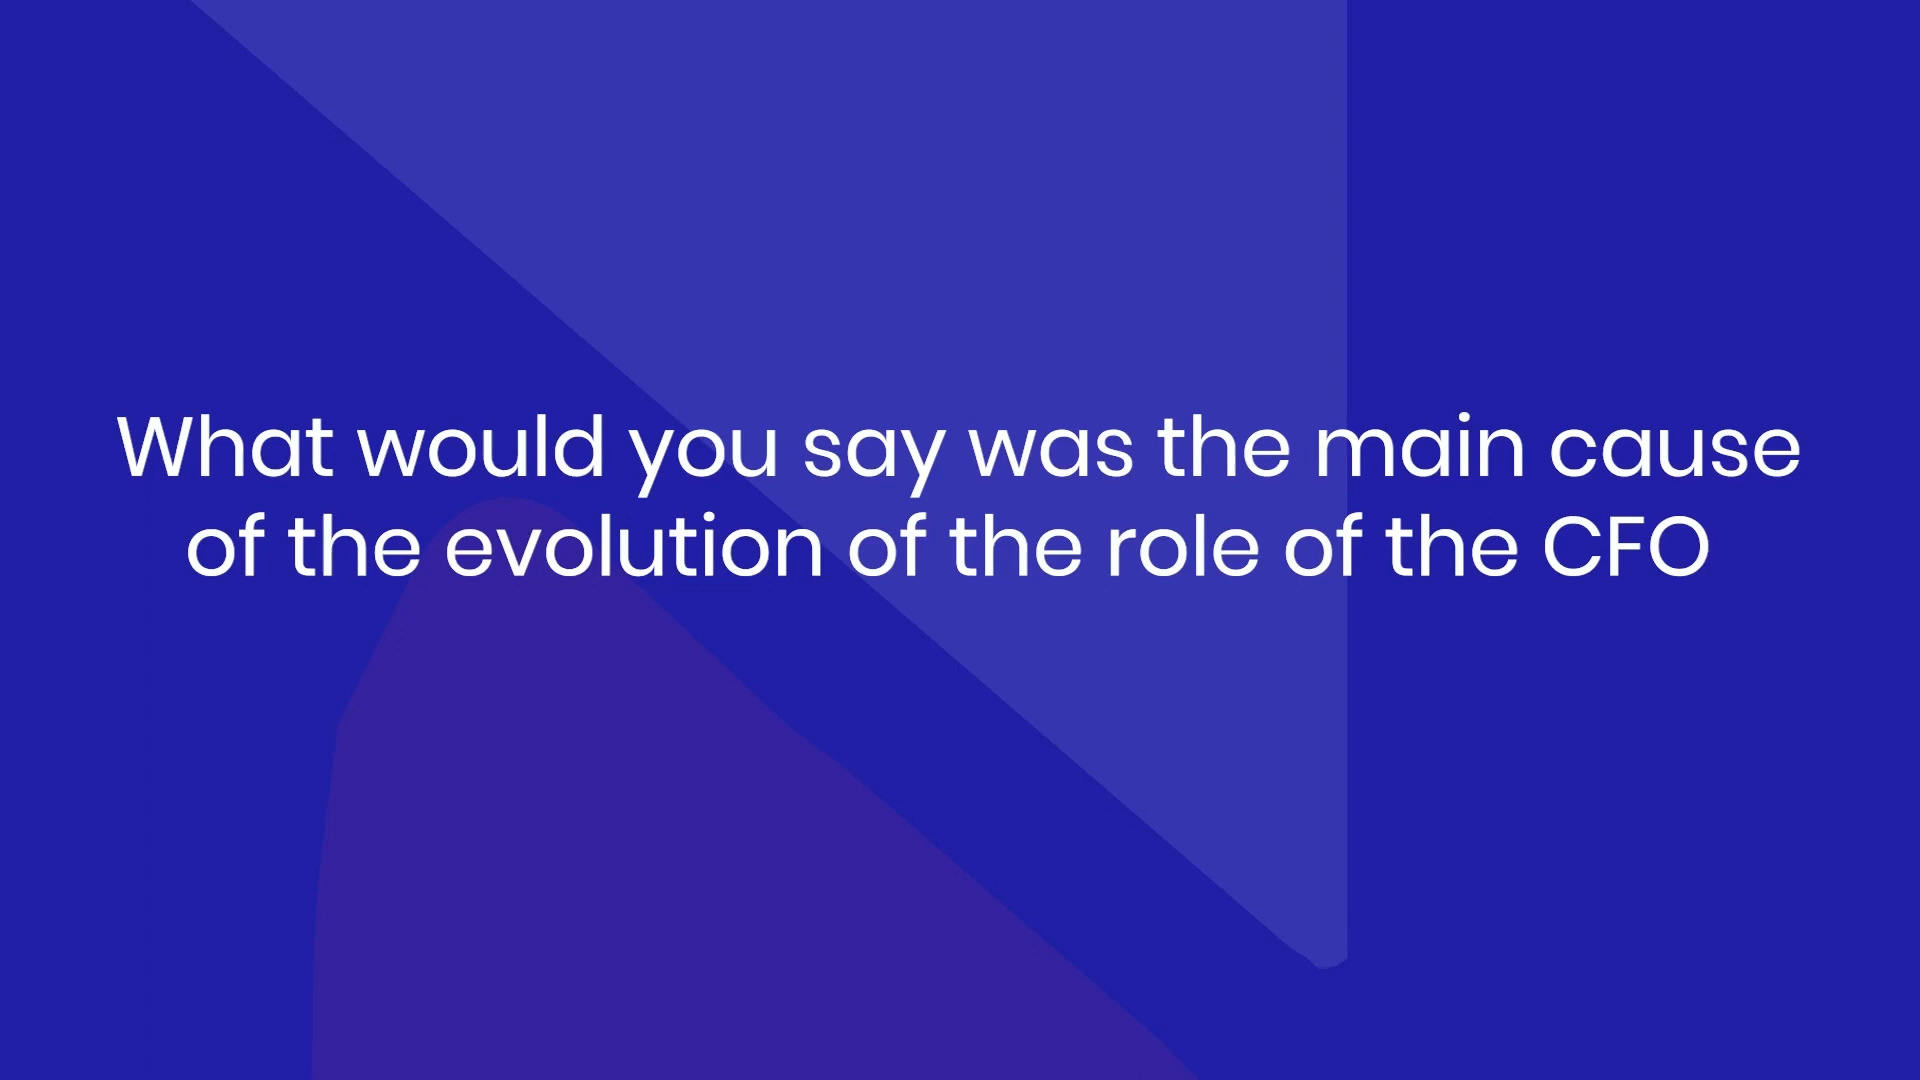 What would you say was the main cause
of the evolution of the role of the CFO